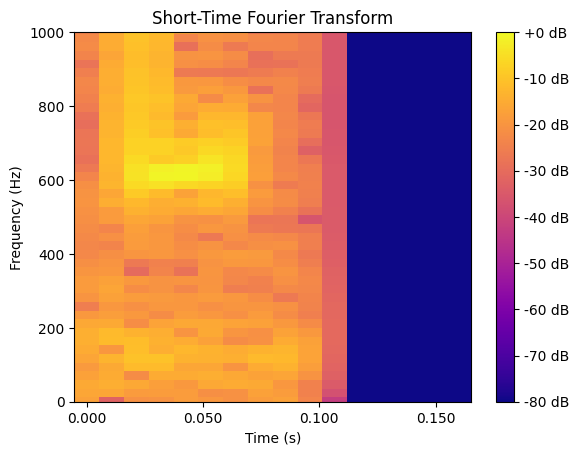 Short-Time Fourier Transform
1000
800
600
400
200
0
Frequency (Hz)
0.000
0.050
0.100
0.150
Time (s)
+0 dB
-10 dB
-20 dB
-30 dB
-40 dB
-50 dB
-60 dB
-70 dB
-80 dB